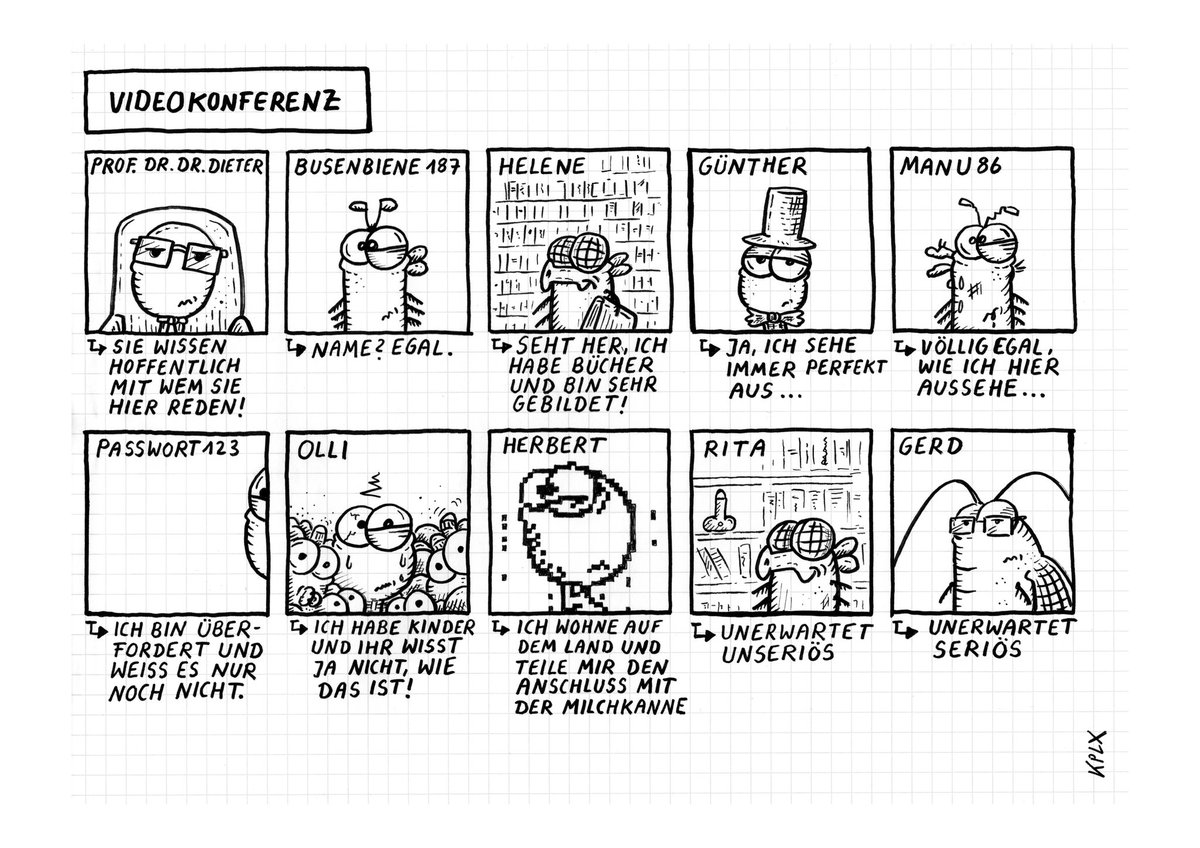 VIDEOKONFERENZ
PROF. DR. DR. DIETER
↳ SIE WISSEN
HOFFENTLICH
MIT WEM SIE
HIER REDEN!
BUSENBIENE 187
↳ NAME? EGAL.
HELENE
↳ SEHT HER, ICH
HABE BÜCHER
UND BIN SEHR
GEBILDET!
GÜNTHER
↳ JA, ICH SEHE
IMMER PERFEKT
AUS...
MANU 86
↳ VÖLLIG EGAL,
WIE ICH HIER
AUSSEHE...
PASSWORT 123
↳ ICH BIN ÜBER-
FORDERT UND
WEISS ES NUR
NOCH NICHT.
OLLI
↳ ICH HABE KINDER
UND IHR WISST
JA NICHT, WIE
DAS IST!
HERBERT
↳ ICH WOHNE AUF
DEM LAND UND
TEILE MIR DEN
ANSCHLUSS MIT
DER MILCHKANNE
RITA
↳ UNERWARTET
UNSERIÖS
GERD
↳ UNERWARTET
SERIÖS
KPLX